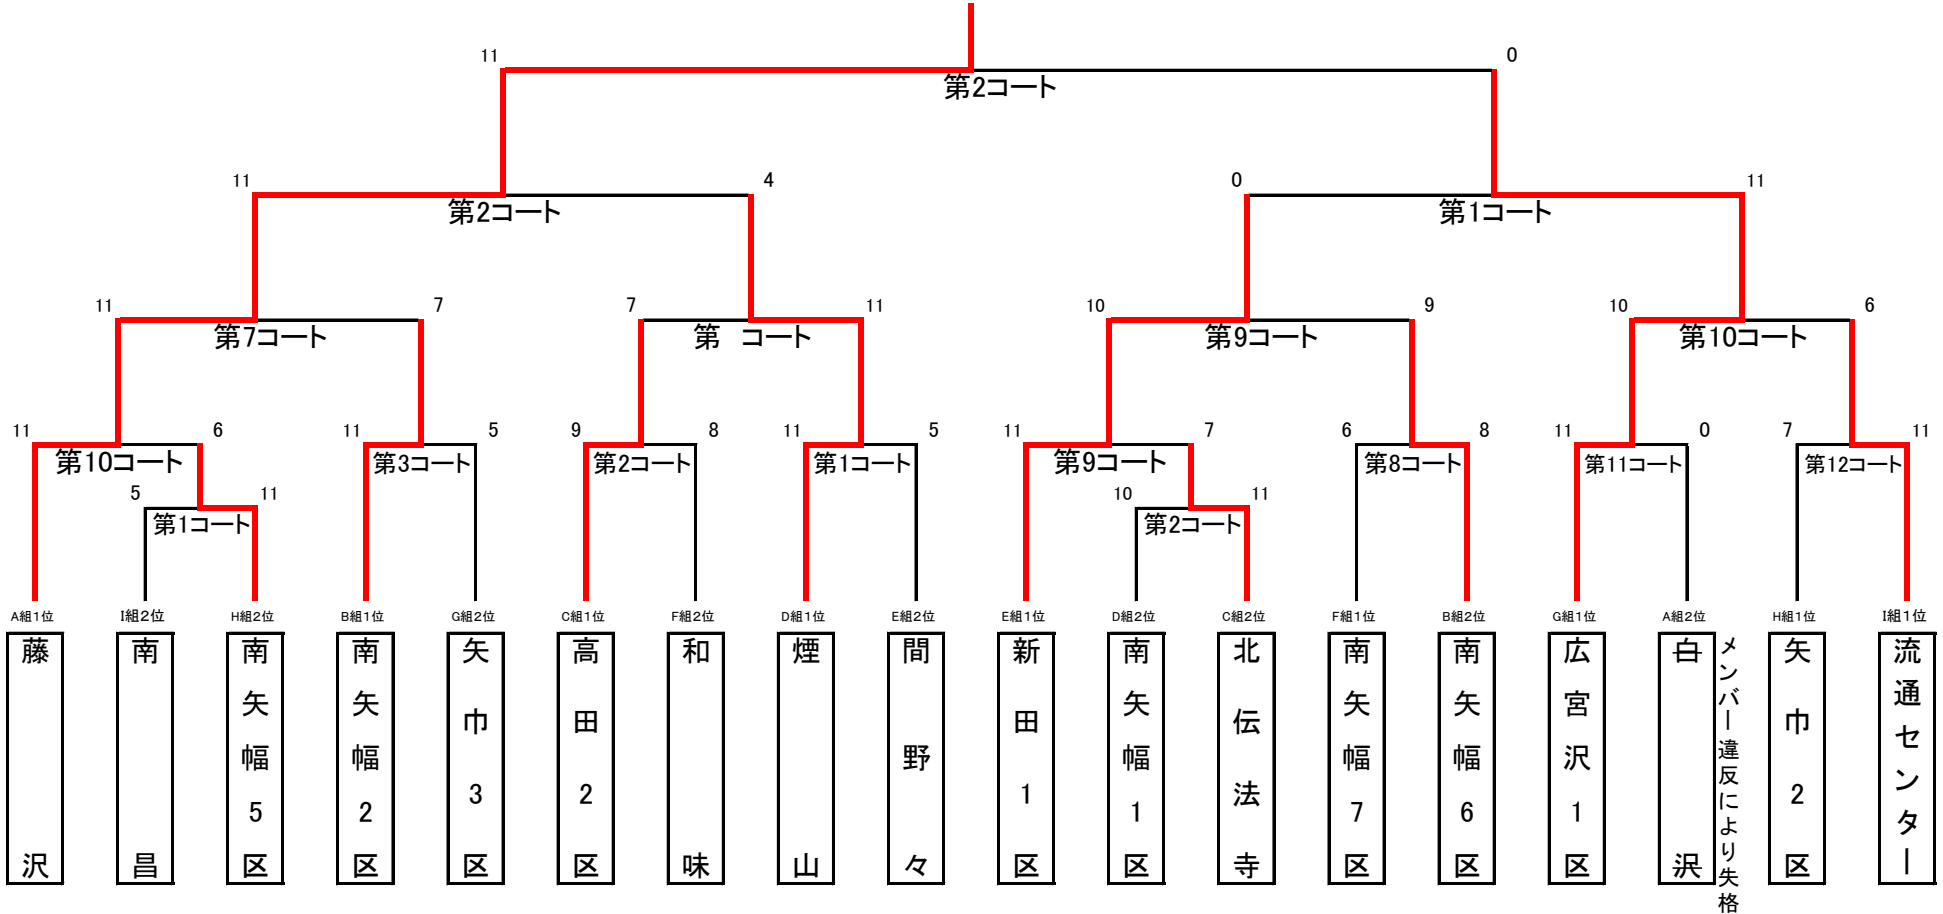 11 0
第2コート
11 4 0 11
第2コート 第1コート
11 7 7 11 10 9 10 6
第7コート 第 コート 第9コート 第10コート
11 6 11 5 9 8 11 5 11 7 6 8 11 0 7 11
第10コート 第3コート 第2コート 第1コート 第9コート 第8コート 第11コート 第12コート
5 11 10 11
第1コート 第2コート
A組1位 I組2位 H組2位 B組1位 G組2位 C組1位 F組2位 D組1位 E組2位 E組1位 D組2位 C組2位 F組1位 B組2位 G組1位 A組2位 H組1位 I組1位
藤沢
南昌
南矢幅5区
南矢幅2区
矢巾3区
高田2区
和味
煙山
間野々
新田1区
南矢幅1区
北伝法寺
南矢幅7区
南矢幅6区
広宮沢1区
白沢
メンバー違反により失格
矢巾2区
流通センター